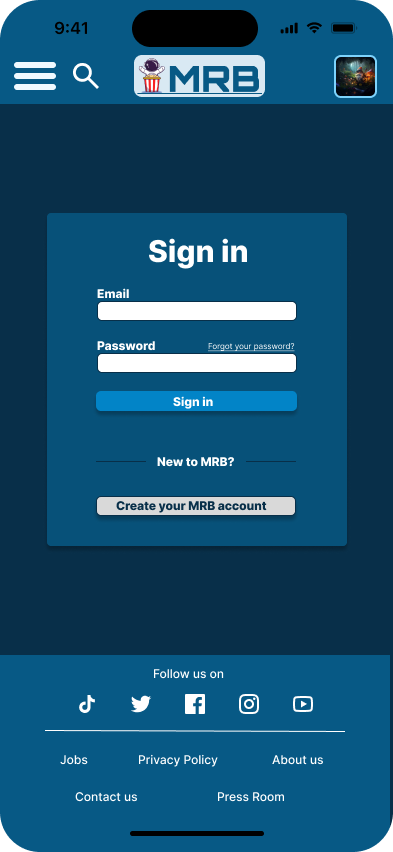 9:41
MRB
Sign in
Email
Password Forgot your password?
Sign in
New to MRB?
Create your MRB account
Follow us on
Jobs Privacy Policy About us
Contact us Press Room